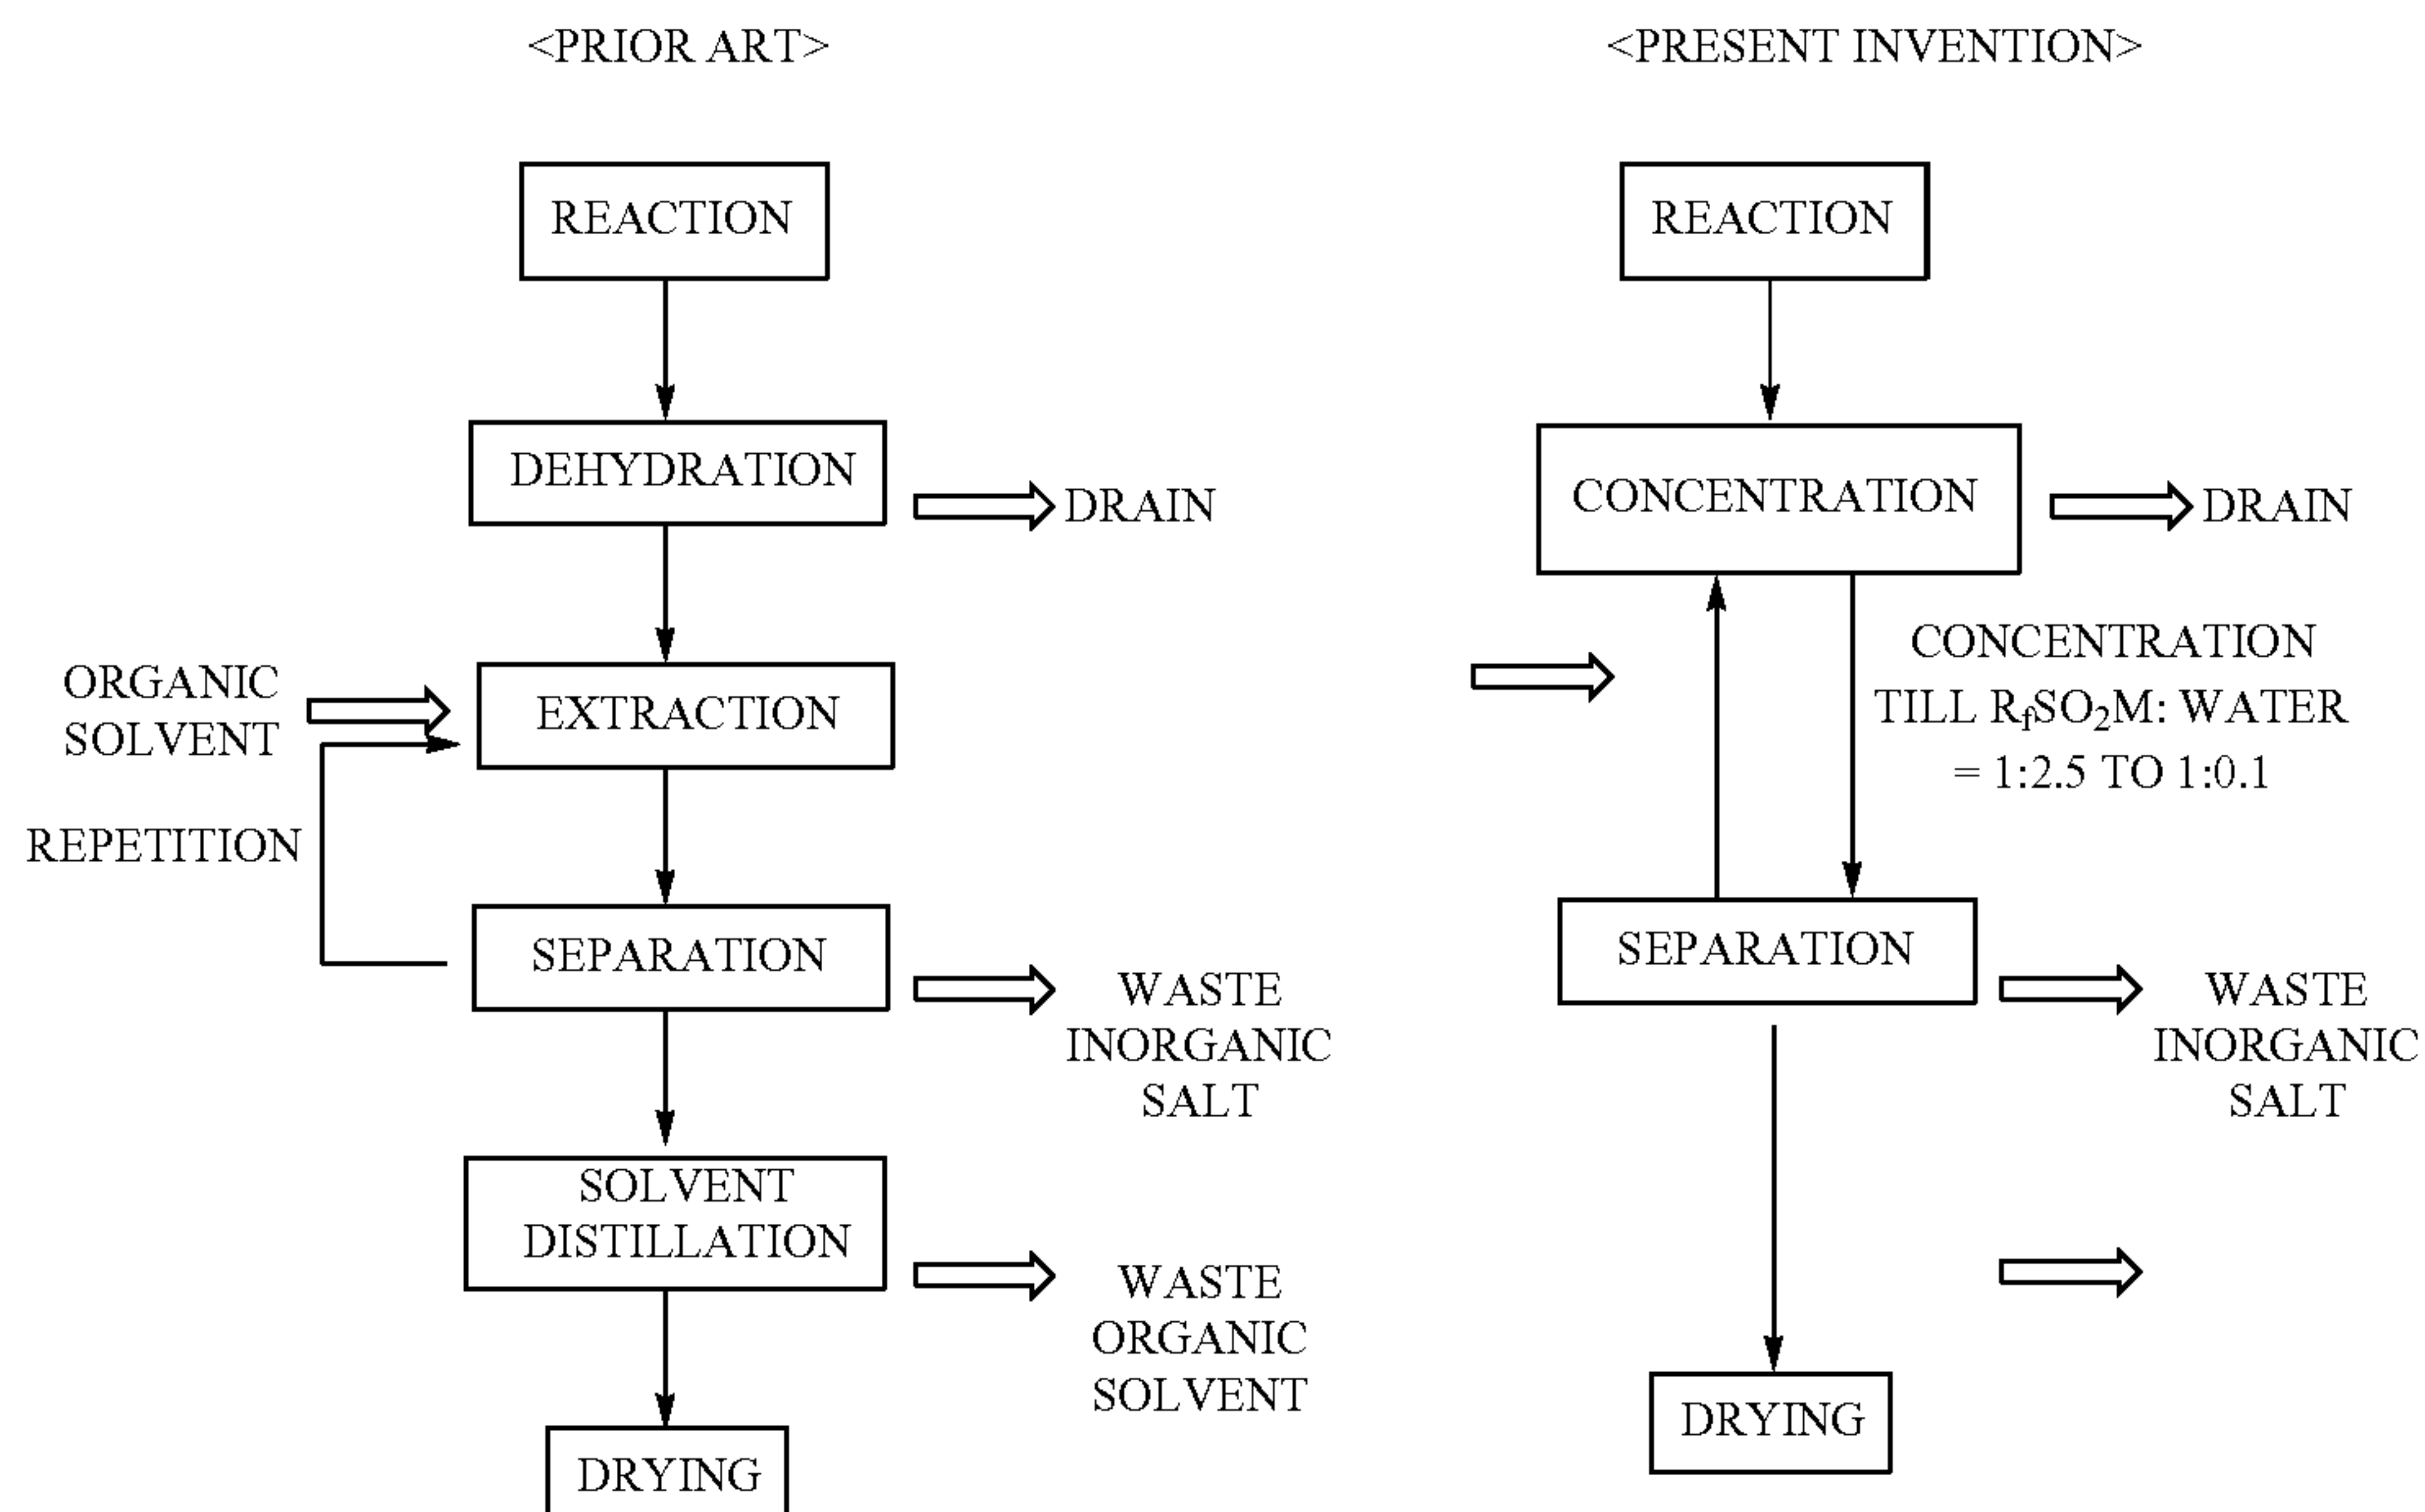 <PRIOR ART>
REACTION
DEHYDRATION
DRAIN
ORGANIC
SOLVENT
EXTRACTION
REPETITION
SEPARATION
WASTE
INORGANIC
SALT
SOLVENT
DISTILLATION
WASTE
ORGANIC
SOLVENT
DRYING
<PRESENT INVENTION>
REACTION
CONCENTRATION
DRAIN
CONCENTRATION
TILL RfSO₂M: WATER
= 1:2.5 TO 1:0.1
SEPARATION
WASTE
INORGANIC
SALT
DRYING